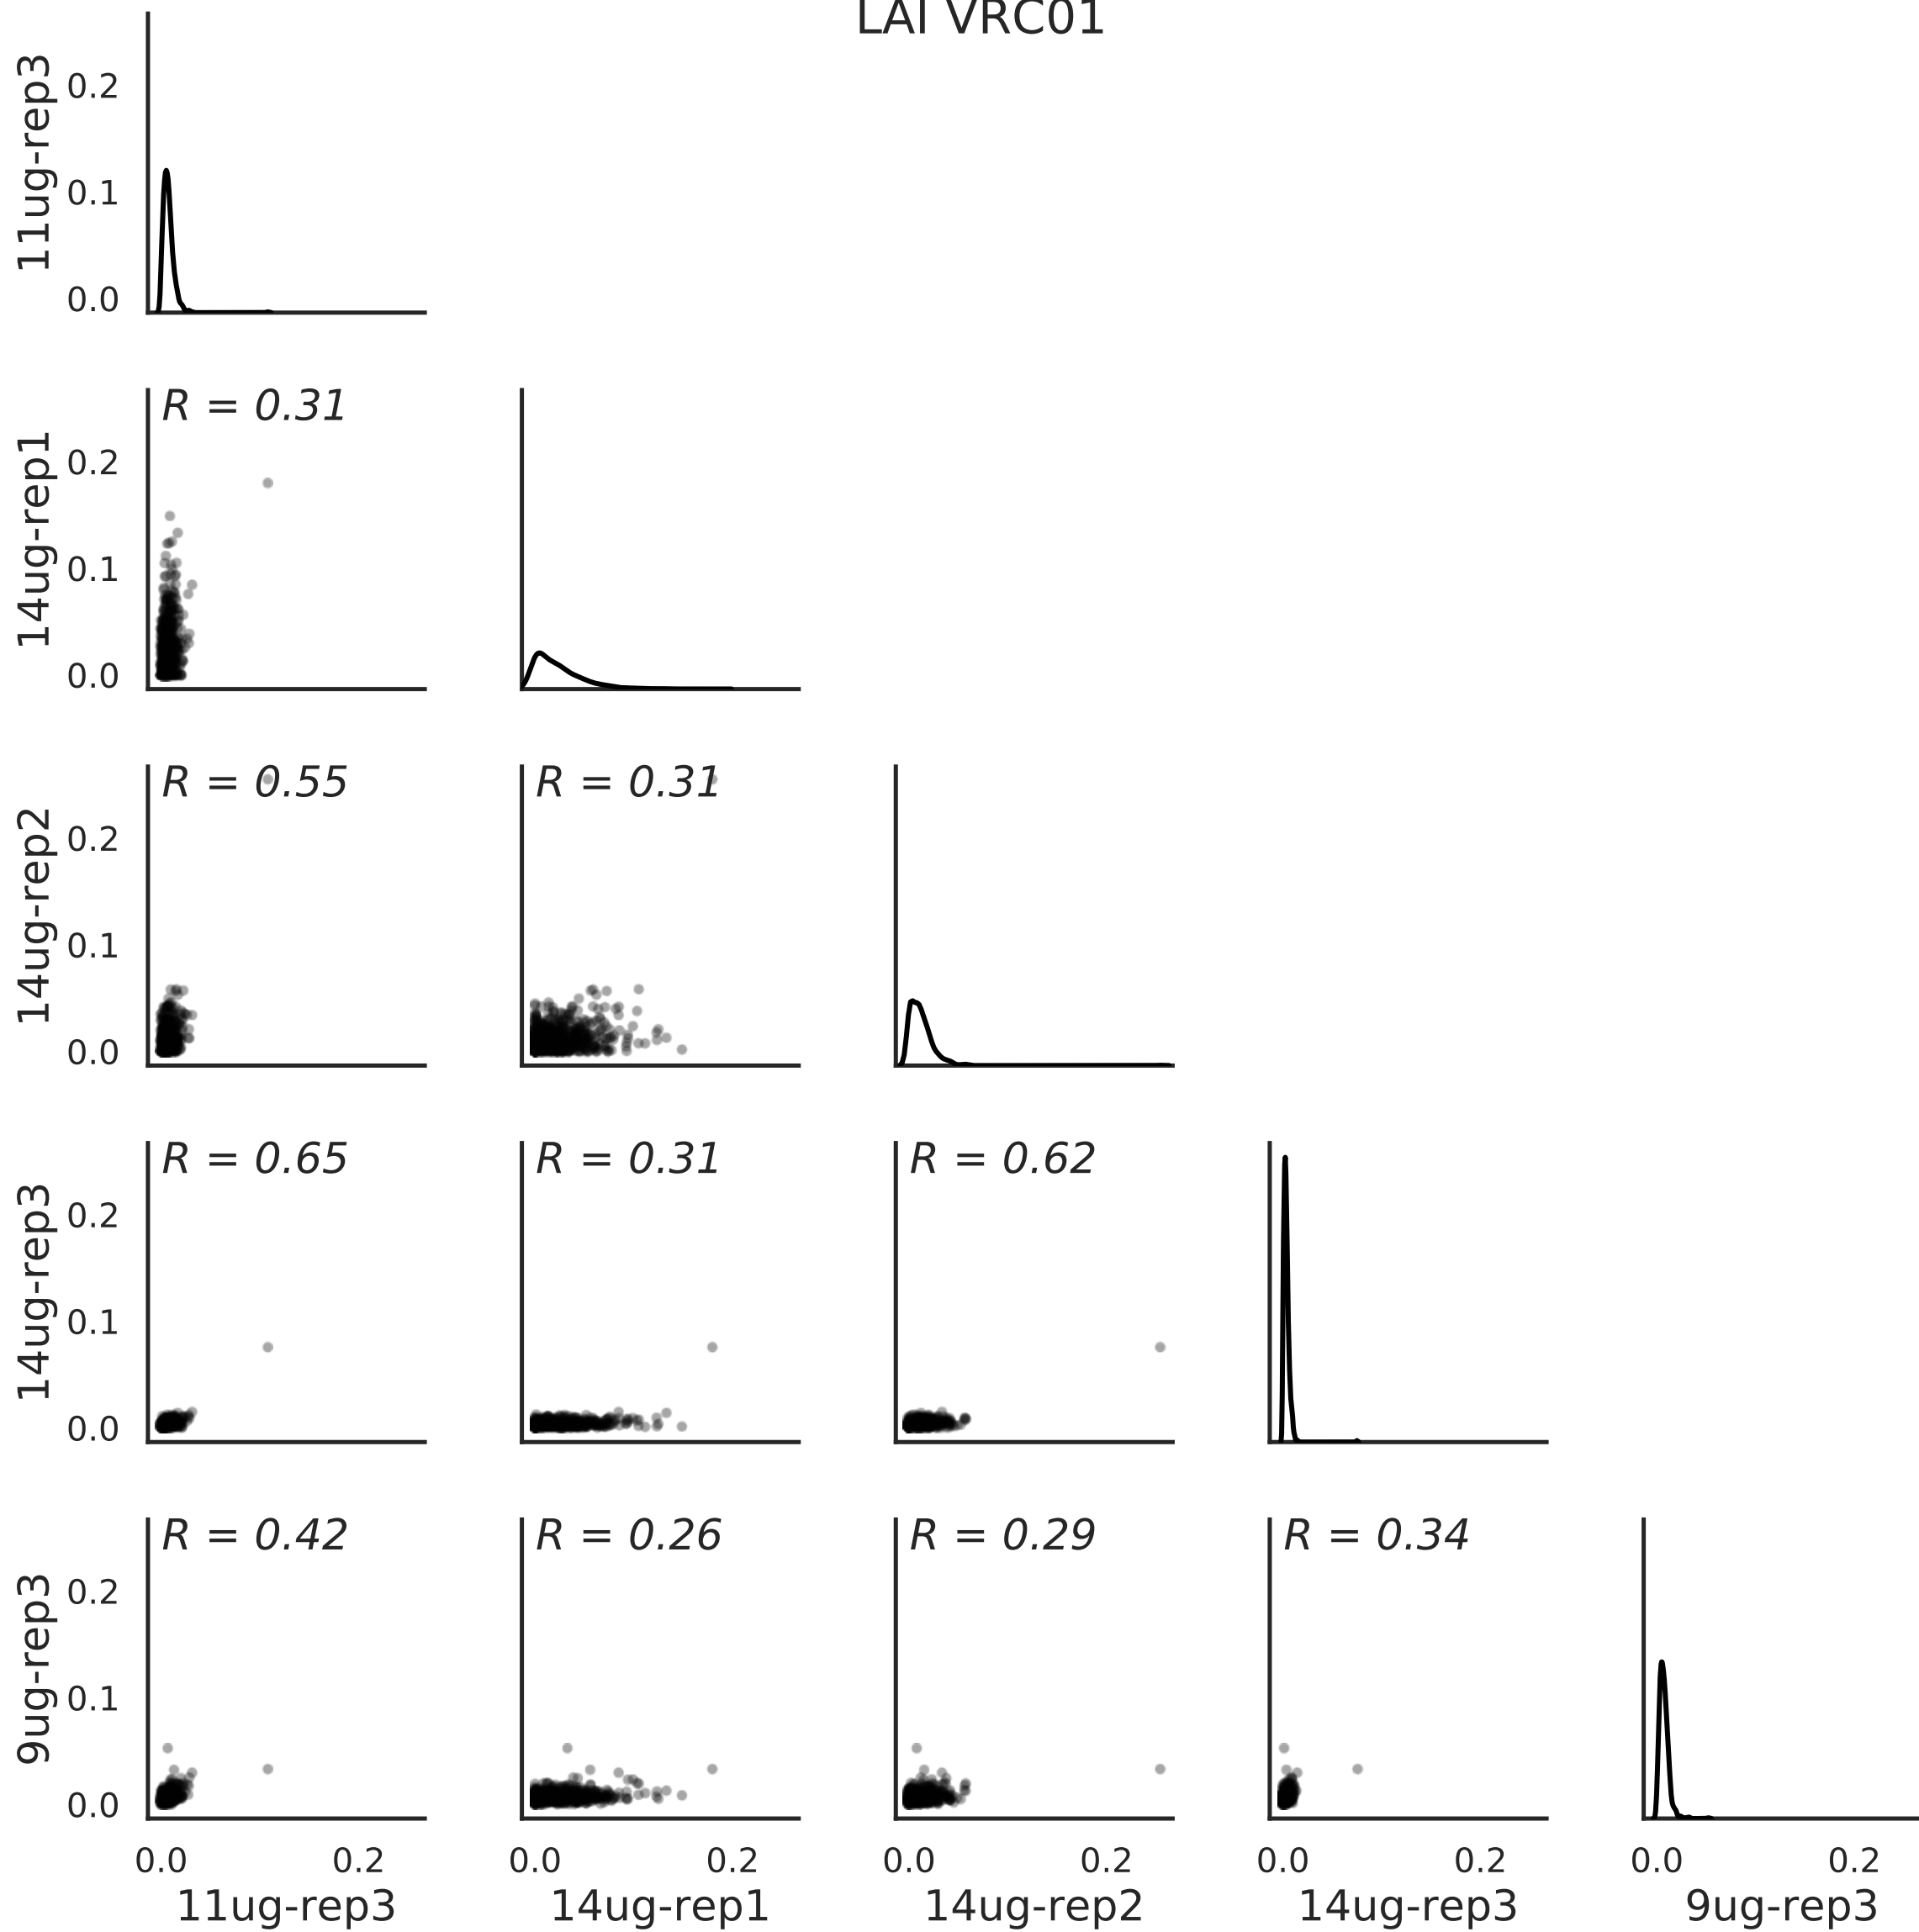 LAI VRC01
11ug-rep3
0.2
0.1
0.0
14ug-rep1
0.2
0.1
0.0
R = 0.31
14ug-rep2
0.2
0.1
0.0
R = 0.55
R = 0.31
14ug-rep3
0.2
0.1
0.0
R = 0.65
R = 0.31
R = 0.62
9ug-rep3
0.2
0.1
0.0
R = 0.42
R = 0.26
R = 0.29
R = 0.34
0.0 0.2 0.0 0.2 0.0 0.2 0.0 0.2 0.0 0.2
11ug-rep3 14ug-rep1 14ug-rep2 14ug-rep3 9ug-rep3